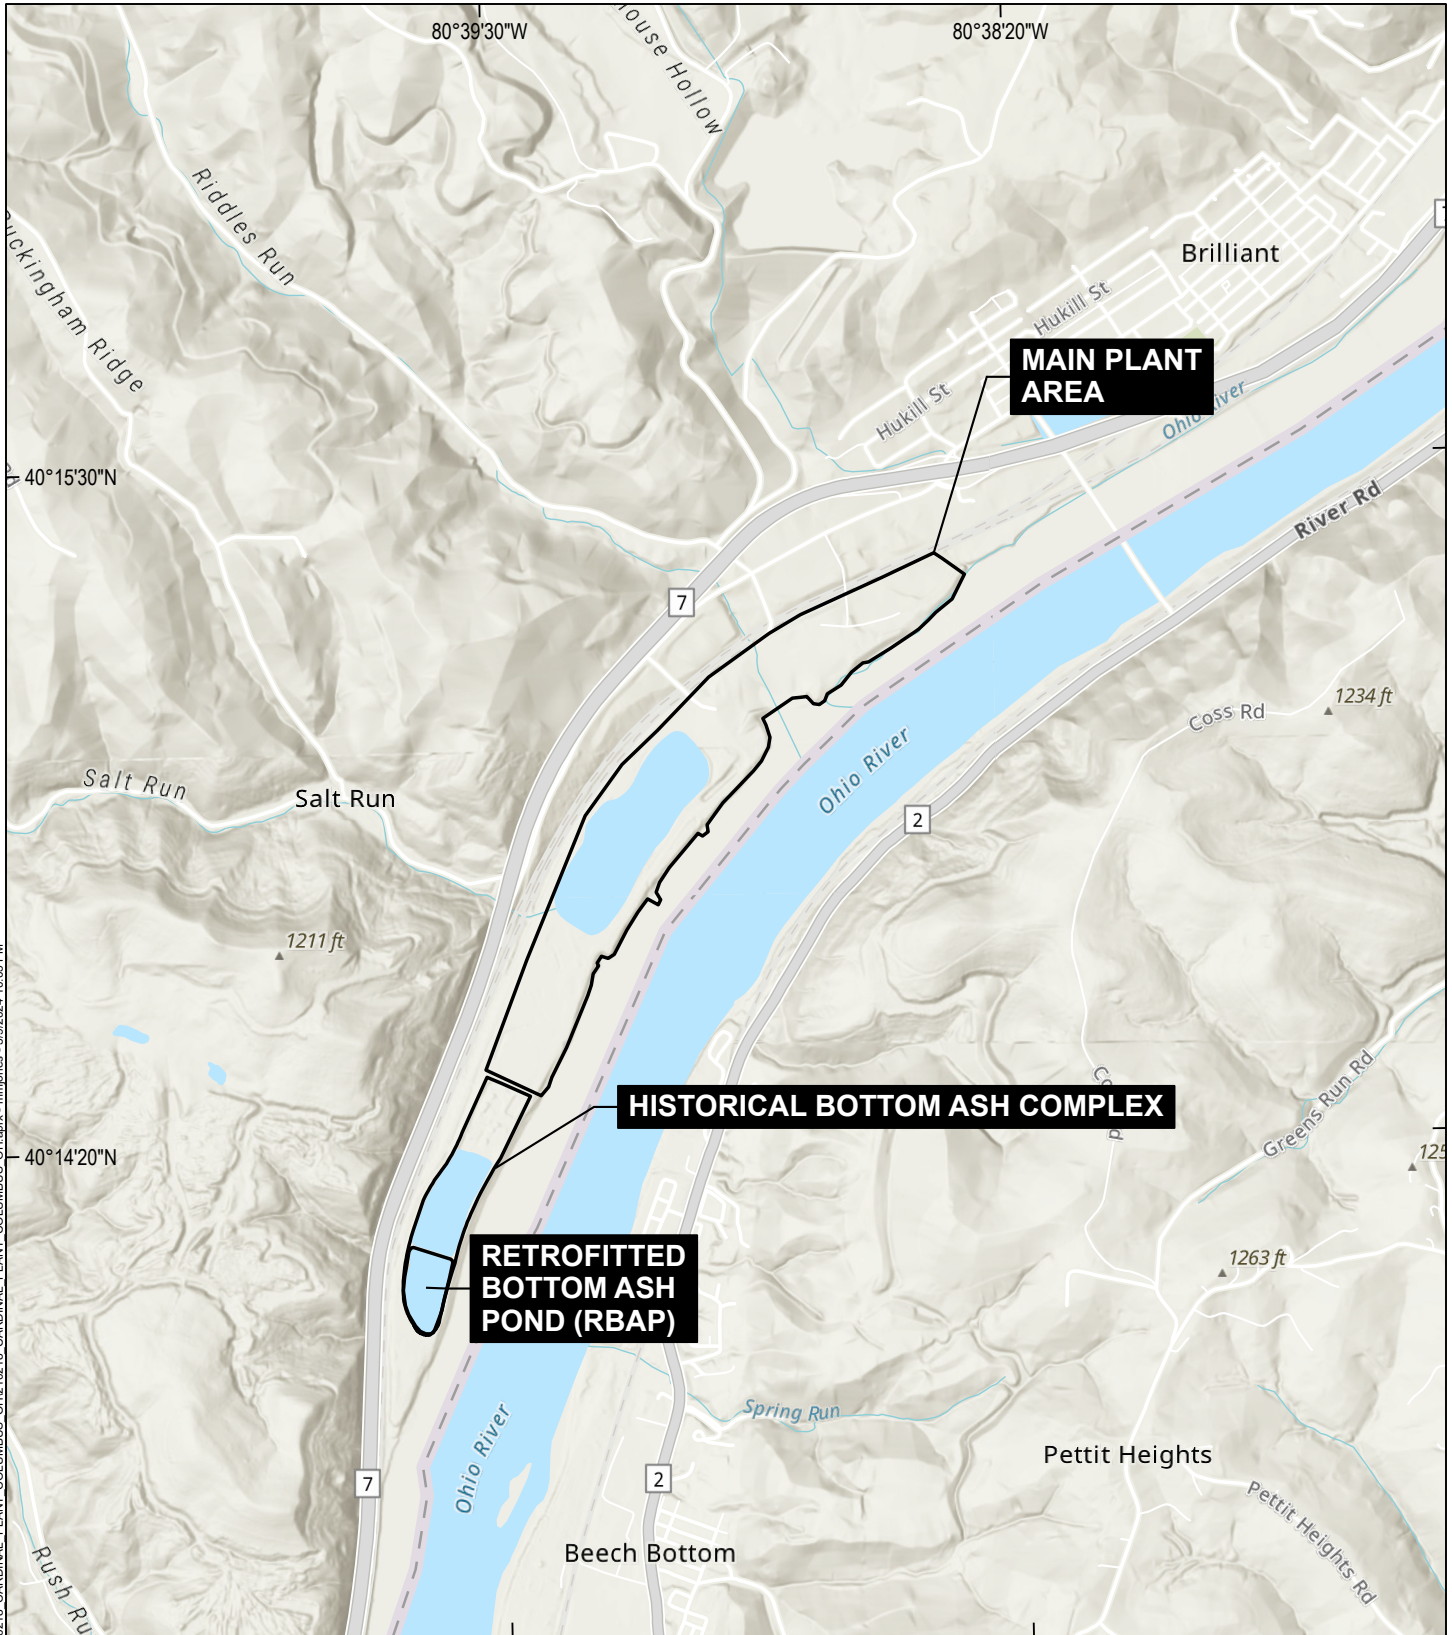 80°39'30"W
80°38'20"W
ouse Hollow
Riddles Run
uckingham Ridge
Brilliant
Hukill St
MAIN PLANT
AREA
Hukill St
Ohio River
40°15'30"N
River Rd
7
1234 ft
Coss Rd
Ohio River
Salt Run
Salt Run
2
1211 ft
HISTORICAL BOTTOM ASH COMPLEX
Greens Run Rd
40°14'20"N
125
RETROFITTED
BOTTOM ASH
POND (RBAP)
1263 ft
Spring Run
Ohio River
Pettit Heights
7
2
Pettit Heights Rd
Beech Bottom
Rush Ru